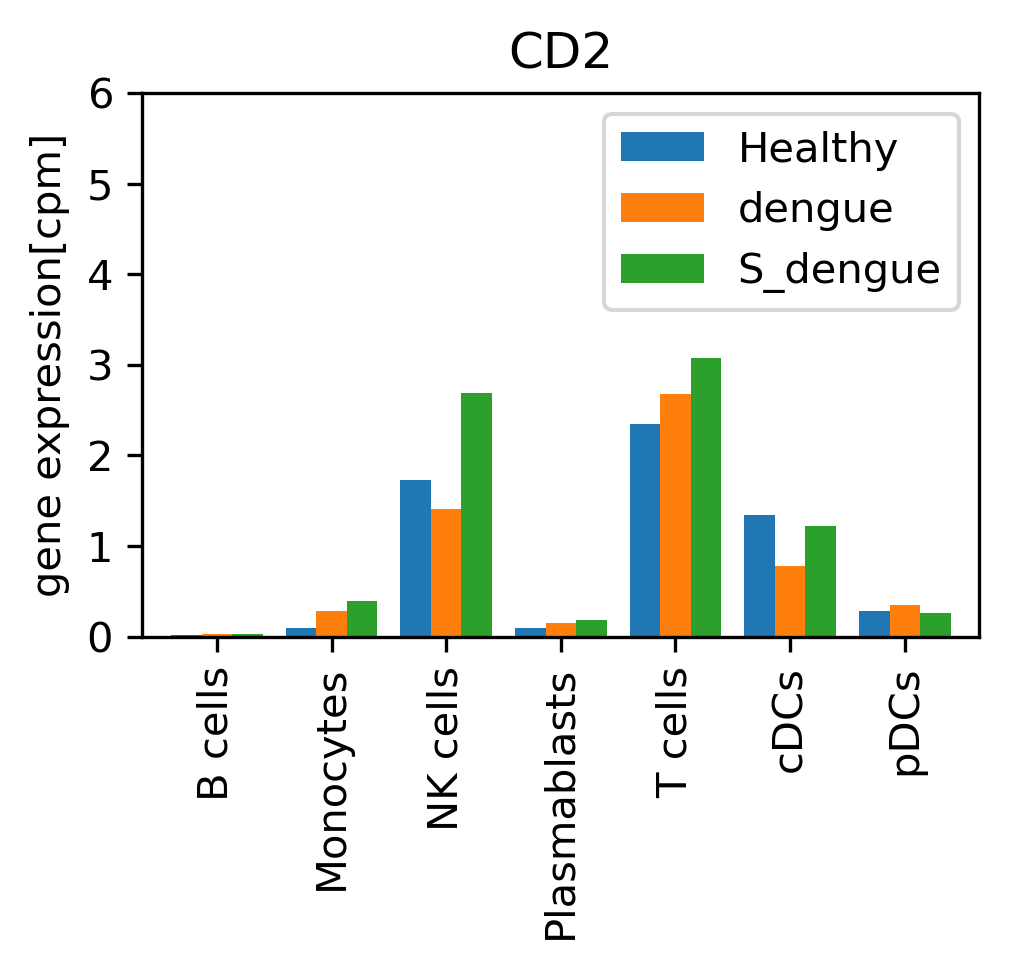 CD2
gene expression[cpm]
6
5
4
3
2
1
0
Healthy
dengue
S_dengue
B cells
Monocytes
NK cells
Plasmablasts
T cells
cDCs
pDCs